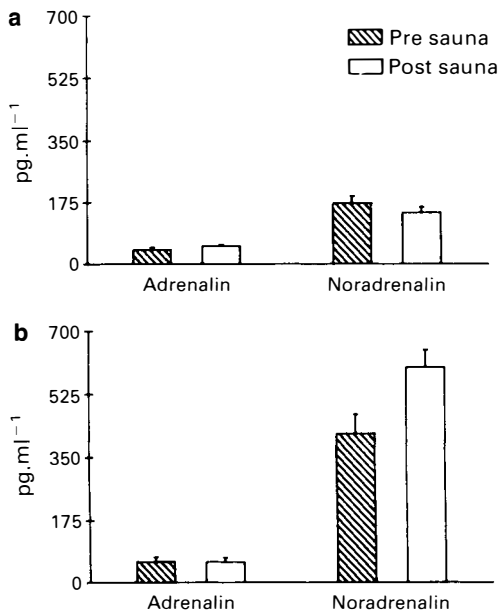 a
700
525
350
175
0
pg.ml⁻¹
Pre sauna
Post sauna
Adrenalin Noradrenalin
b
700
525
350
175
0
pg.ml⁻¹
Adrenalin Noradrenalin